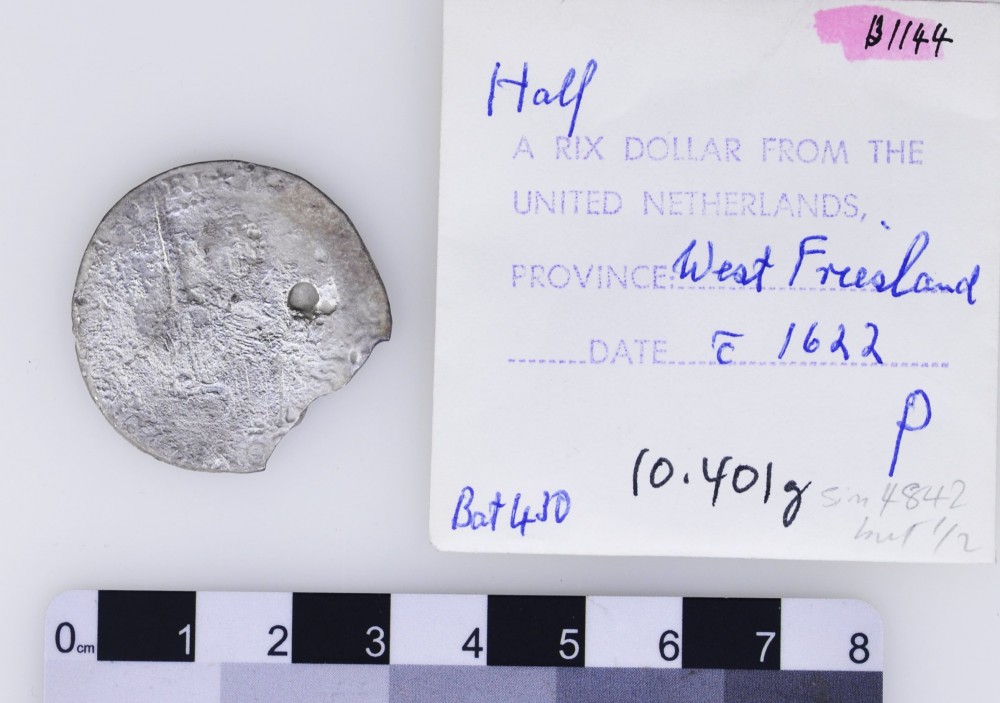 B1144
Half
A RIX DOLLAR FROM THE
UNITED NETHERLANDS,
PROVINCE: West Friesland
DATE c̄ 1622
P
10.401g
Bat 430
sim 4842
but 1/2
0cm 1 2 3 4 5 6 7 8